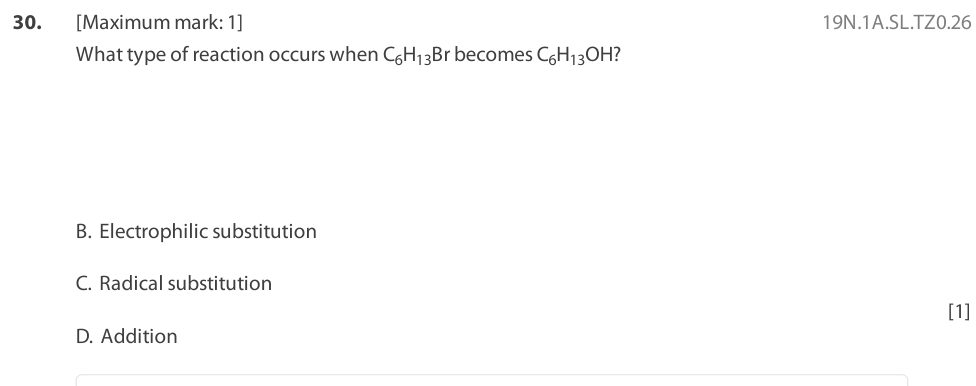 30. [Maximum mark: 1] 19N.1A.SL.TZ0.26
What type of reaction occurs when C₆H₁₃Br becomes C₆H₁₃OH?
B. Electrophilic substitution
C. Radical substitution
[1]
D. Addition